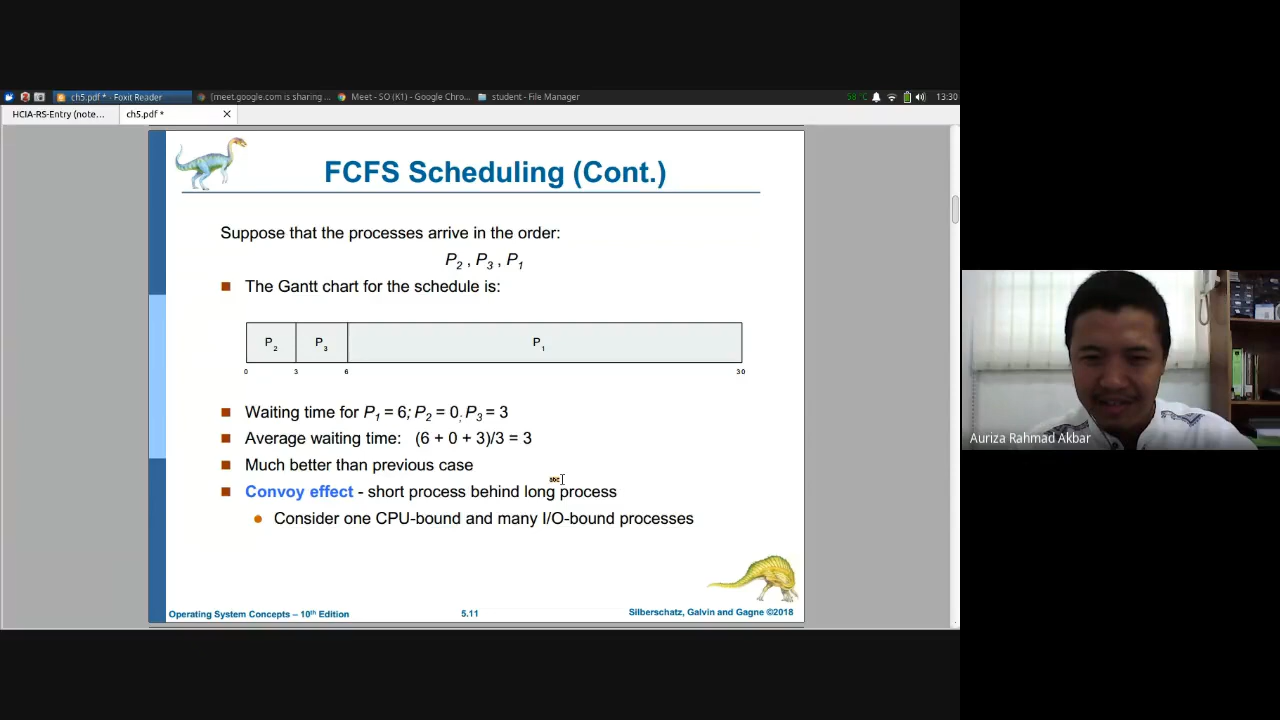 ch5.pdf * - Foxit Reader
[meet.google.com is sharing ...
Meet - SO (K1) - Google Chro...
student - File Manager
58°C
13:30
HCIA-RS-Entry (note...
ch5.pdf *
FCFS Scheduling (Cont.)
Suppose that the processes arrive in the order:
P2 , P3 , P1
The Gantt chart for the schedule is:
P2 P3 P1
0 3 6 30
Waiting time for P1 = 6; P2 = 0; P3 = 3
Average waiting time: (6 + 0 + 3)/3 = 3
Much better than previous case
Convoy effect - short process behind long process
Consider one CPU-bound and many I/O-bound processes
Operating System Concepts – 10th Edition
5.11
Silberschatz, Galvin and Gagne ©2018
Auriza Rahmad Akbar